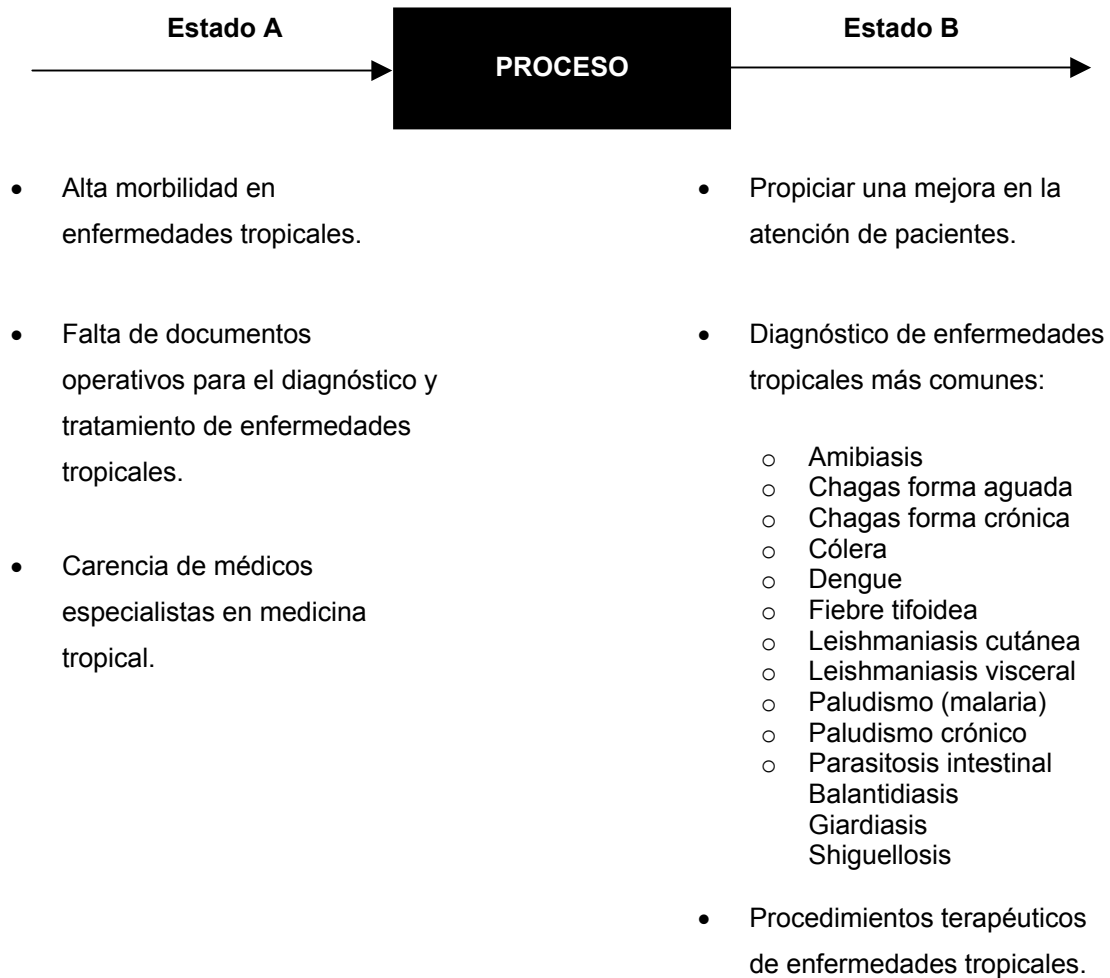 Estado A
PROCESO
Estado B
• Alta morbilidad en
enfermedades tropicales.
• Falta de documentos
operativos para el diagnóstico y
tratamiento de enfermedades
tropicales.
• Carencia de médicos
especialistas en medicina
tropical.
• Propiciar una mejora en la
atención de pacientes.
• Diagnóstico de enfermedades
tropicales más comunes:
o Amibiasis
o Chagas forma aguada
o Chagas forma crónica
o Cólera
o Dengue
o Fiebre tifoidea
o Leishmaniasis cutánea
o Leishmaniasis visceral
o Paludismo (malaria)
o Paludismo crónico
o Parasitosis intestinal
Balantidiasis
Giardiasis
Shiguellosis
• Procedimientos terapéuticos
de enfermedades tropicales.